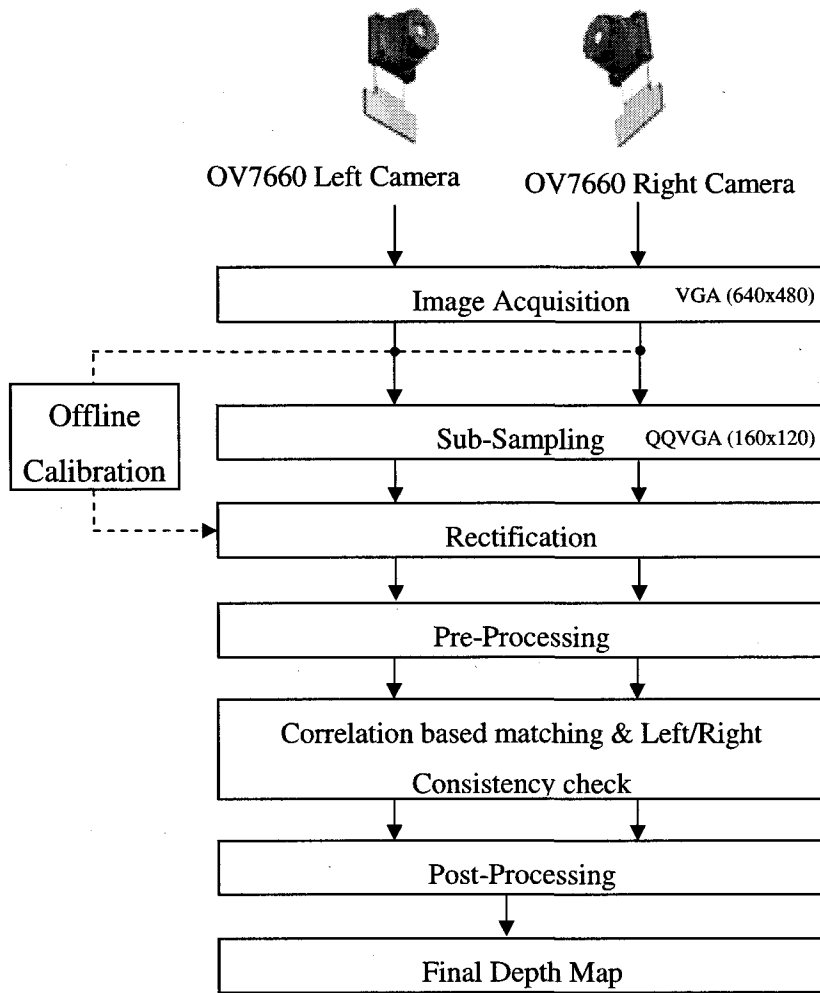 OV7660 Left Camera
OV7660 Right Camera
Image Acquisition VGA (640x480)
Offline
Calibration
Sub-Sampling QQVGA (160x120)
Rectification
Pre-Processing
Correlation based matching & Left/Right
Consistency check
Post-Processing
Final Depth Map